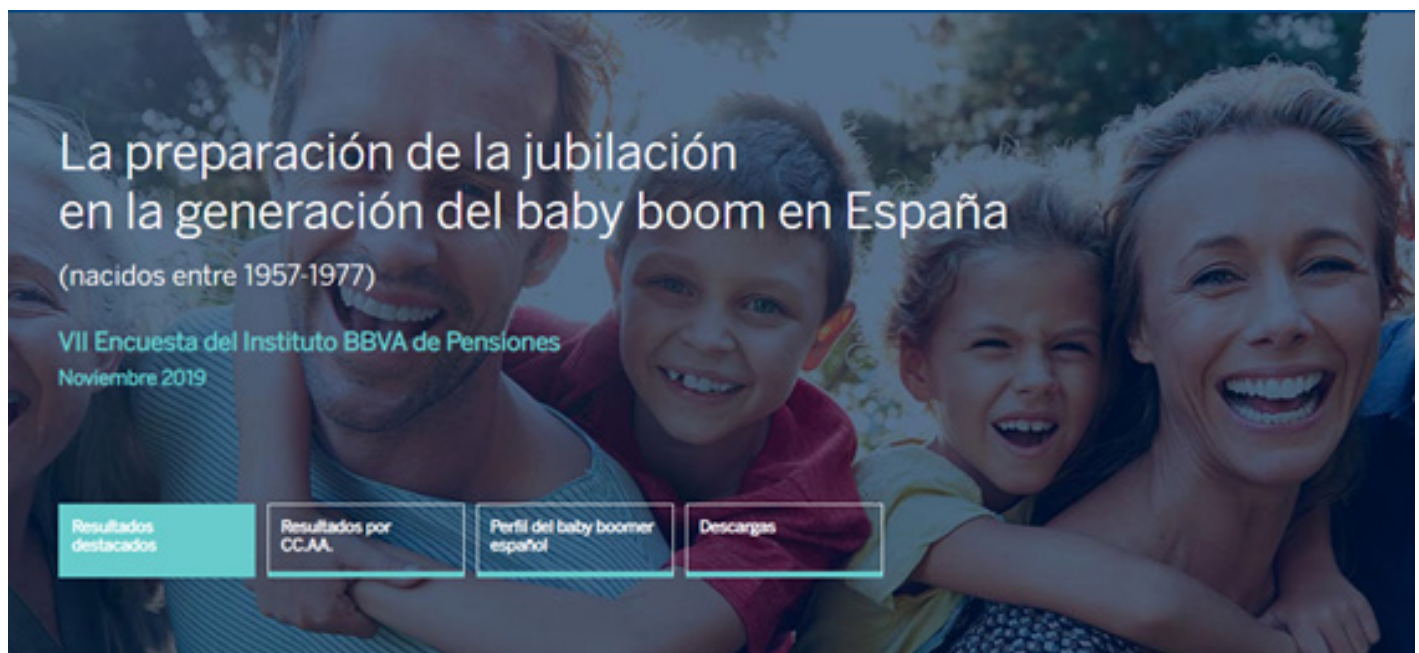 La preparación de la jubilación
en la generación del baby boom en España
(nacidos entre 1957-1977)
VII Encuesta del Instituto BBVA de Pensiones
Noviembre 2019
Resultados
destacados
Resultados por
CC.AA.
Perfil del baby boomer
español
Descargas